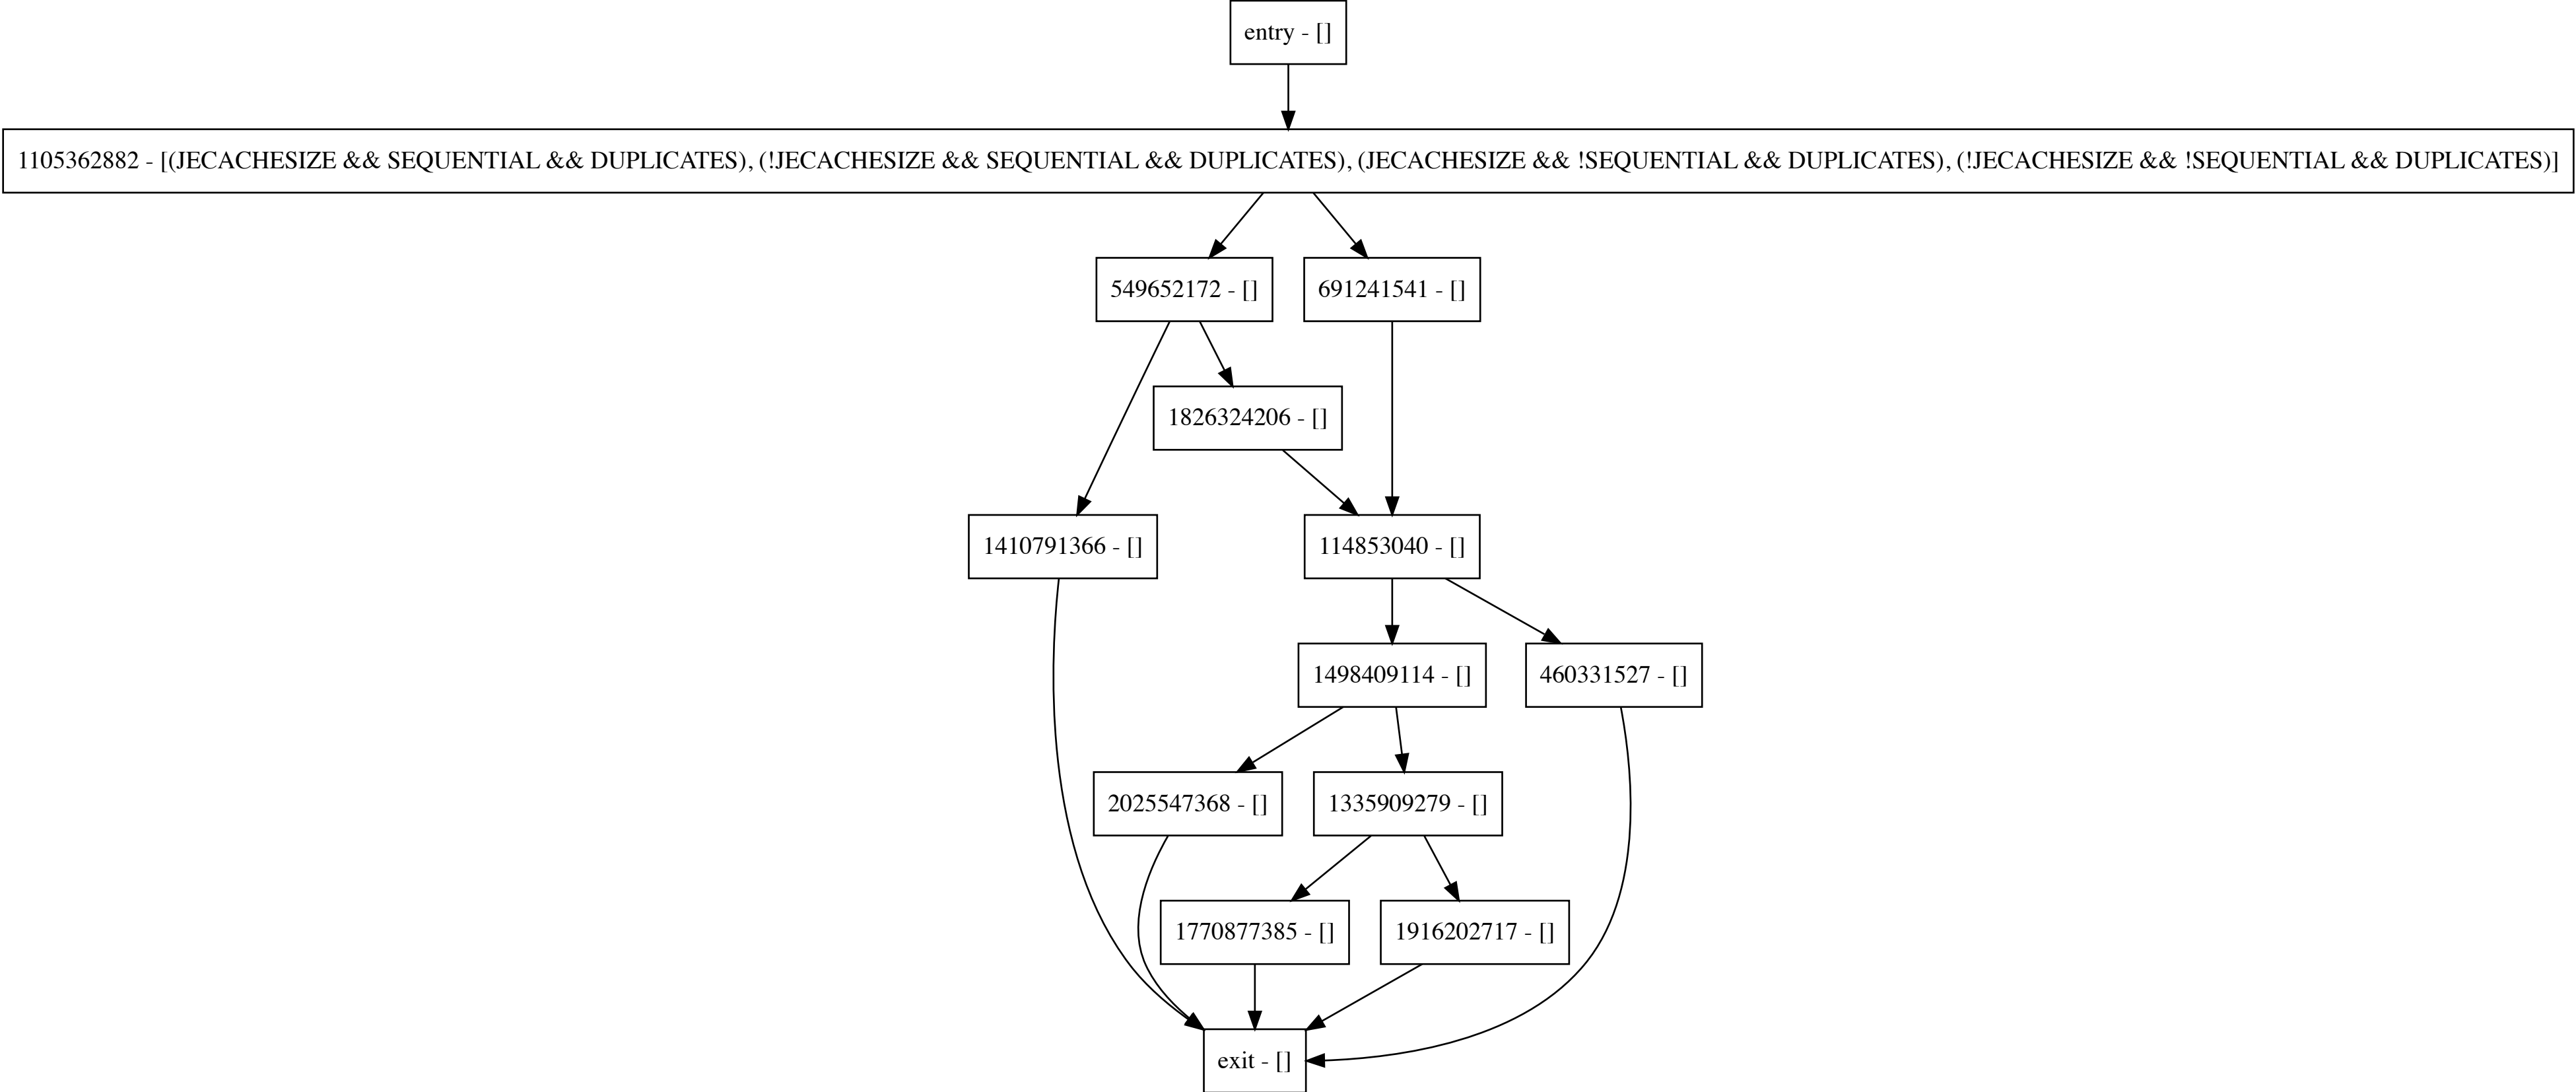 entry - []
1105362882 - [(JECACHESIZE && SEQUENTIAL && DUPLICATES), (!JECACHESIZE && SEQUENTIAL && DUPLICATES), (JECACHESIZE && !SEQUENTIAL && DUPLICATES), (!JECACHESIZE && !SEQUENTIAL && DUPLICATES)]
549652172 - []
691241541 - []
1826324206 - []
1410791366 - []
114853040 - []
1498409114 - []
460331527 - []
2025547368 - []
1335909279 - []
1770877385 - []
1916202717 - []
exit - []